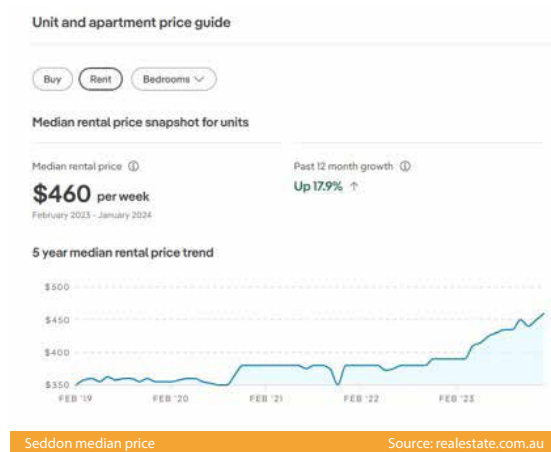 Unit and apartment price guide
Buy Rent Bedrooms
Median rental price snapshot for units
Median rental price Past 12 month growth
$460 per week Up 17.9% ↑
February 2023 - January 2024
5 year median rental price trend
$500
$450
$400
$350
FEB '19 FEB '20 FEB '21 FEB '22 FEB '23
Seddon median price Source: realestate.com.au